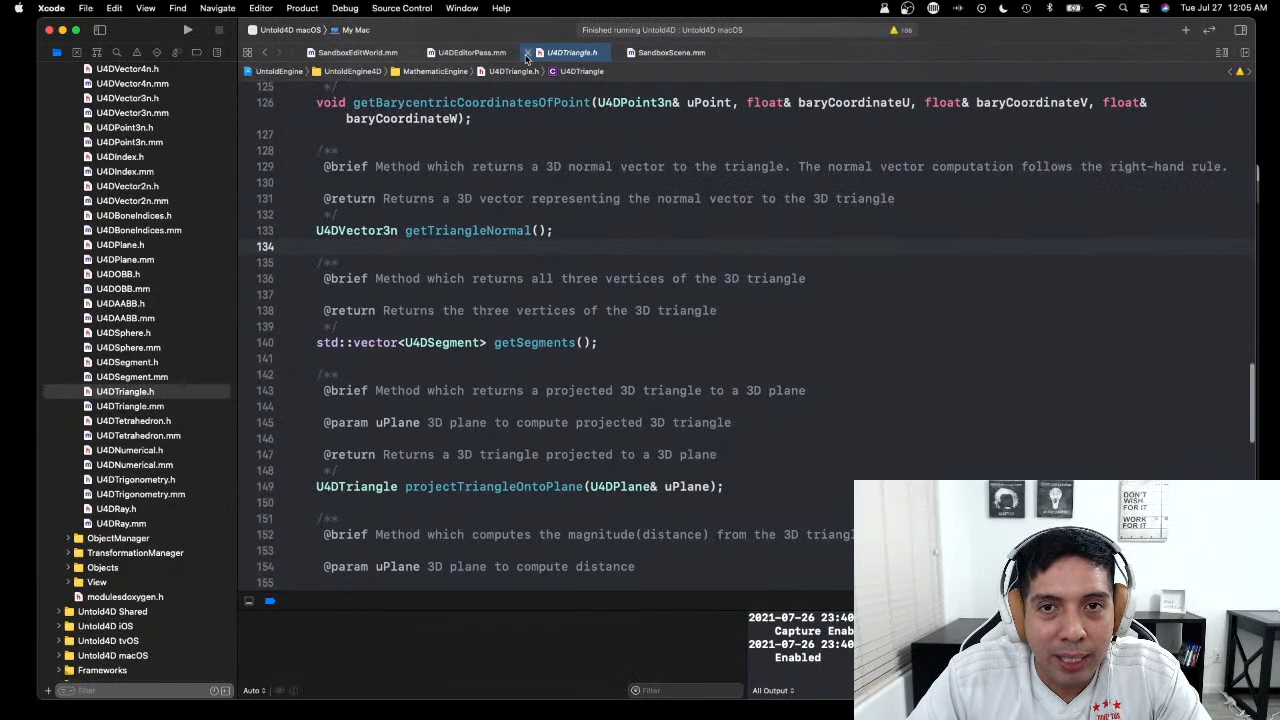 File Edit View Find Navigate Editor Product Debug Source Control Window Help Tue Jul 27 12:05 AM
Untold4D macOS My Mac Finished running Untold4D : Untold4D macOS 106
SandboxEditWorld.mm U4DEditorPass.mm U4DTriangle.h SandboxScene.mm
UntoldEngine UntoldEngine4D MathematicEngine U4DTriangle.h U4DTriangle
U4DVector4n.h
U4DVector4n.mm
U4DVector3n.h
U4DVector3n.mm
U4DPoint3n.h
U4DPoint3n.mm
U4DIndex.h
U4DIndex.mm
U4DVector2n.h
U4DVector2n.mm
U4DBoneIndices.h
U4DBoneIndices.mm
U4DPlane.h
U4DPlane.mm
U4DOBB.h
U4DOBB.mm
U4DAABB.h
U4DAABB.mm
U4DSphere.h
U4DSphere.mm
U4DSegment.h
U4DSegment.mm
U4DTriangle.h
U4DTriangle.mm
U4DTetrahedron.h
U4DTetrahedron.mm
U4DNumerical.h
U4DNumerical.mm
U4DTrigonometry.h
U4DTrigonometry.mm
U4DRay.h
U4DRay.mm
ObjectManager
TransformationManager
Objects
View
modulesdoxygen.h
Untold4D Shared
Untold4D iOS
Untold4D tvOS
Untold4D macOS
Frameworks
Filter
125 */
126 void getBarycentricCoordinatesOfPoint(U4DPoint3n& uPoint, float& baryCoordinateU, float& baryCoordinateV, float&
baryCoordinateW);
127
128 /**
129 @brief Method which returns a 3D normal vector to the triangle. The normal vector computation follows the right-hand rule.
130
131 @return Returns a 3D vector representing the normal vector to the 3D triangle
132 */
133 U4DVector3n getTriangleNormal();
134
135 /**
136 @brief Method which returns all three vertices of the 3D triangle
137
138 @return Returns the three vertices of the 3D triangle
139 */
140 std::vector<U4DSegment> getSegments();
141
142 /**
143 @brief Method which returns a projected 3D triangle to a 3D plane
144
145 @param uPlane 3D plane to compute projected 3D triangle
146
147 @return Returns a 3D triangle projected to a 3D plane
148 */
149 U4DTriangle projectTriangleOntoPlane(U4DPlane& uPlane);
150
151 /**
152 @brief Method which computes the magnitude(distance) from the 3D
153
154 @param uPlane 3D plane to compute distance
155
2021-07-26 23:40
Capture Enab
2021-07-26 23:40
Enabled
Auto Filter All Output
DON'T
WISH
FOR IT
WORK
FOR IT